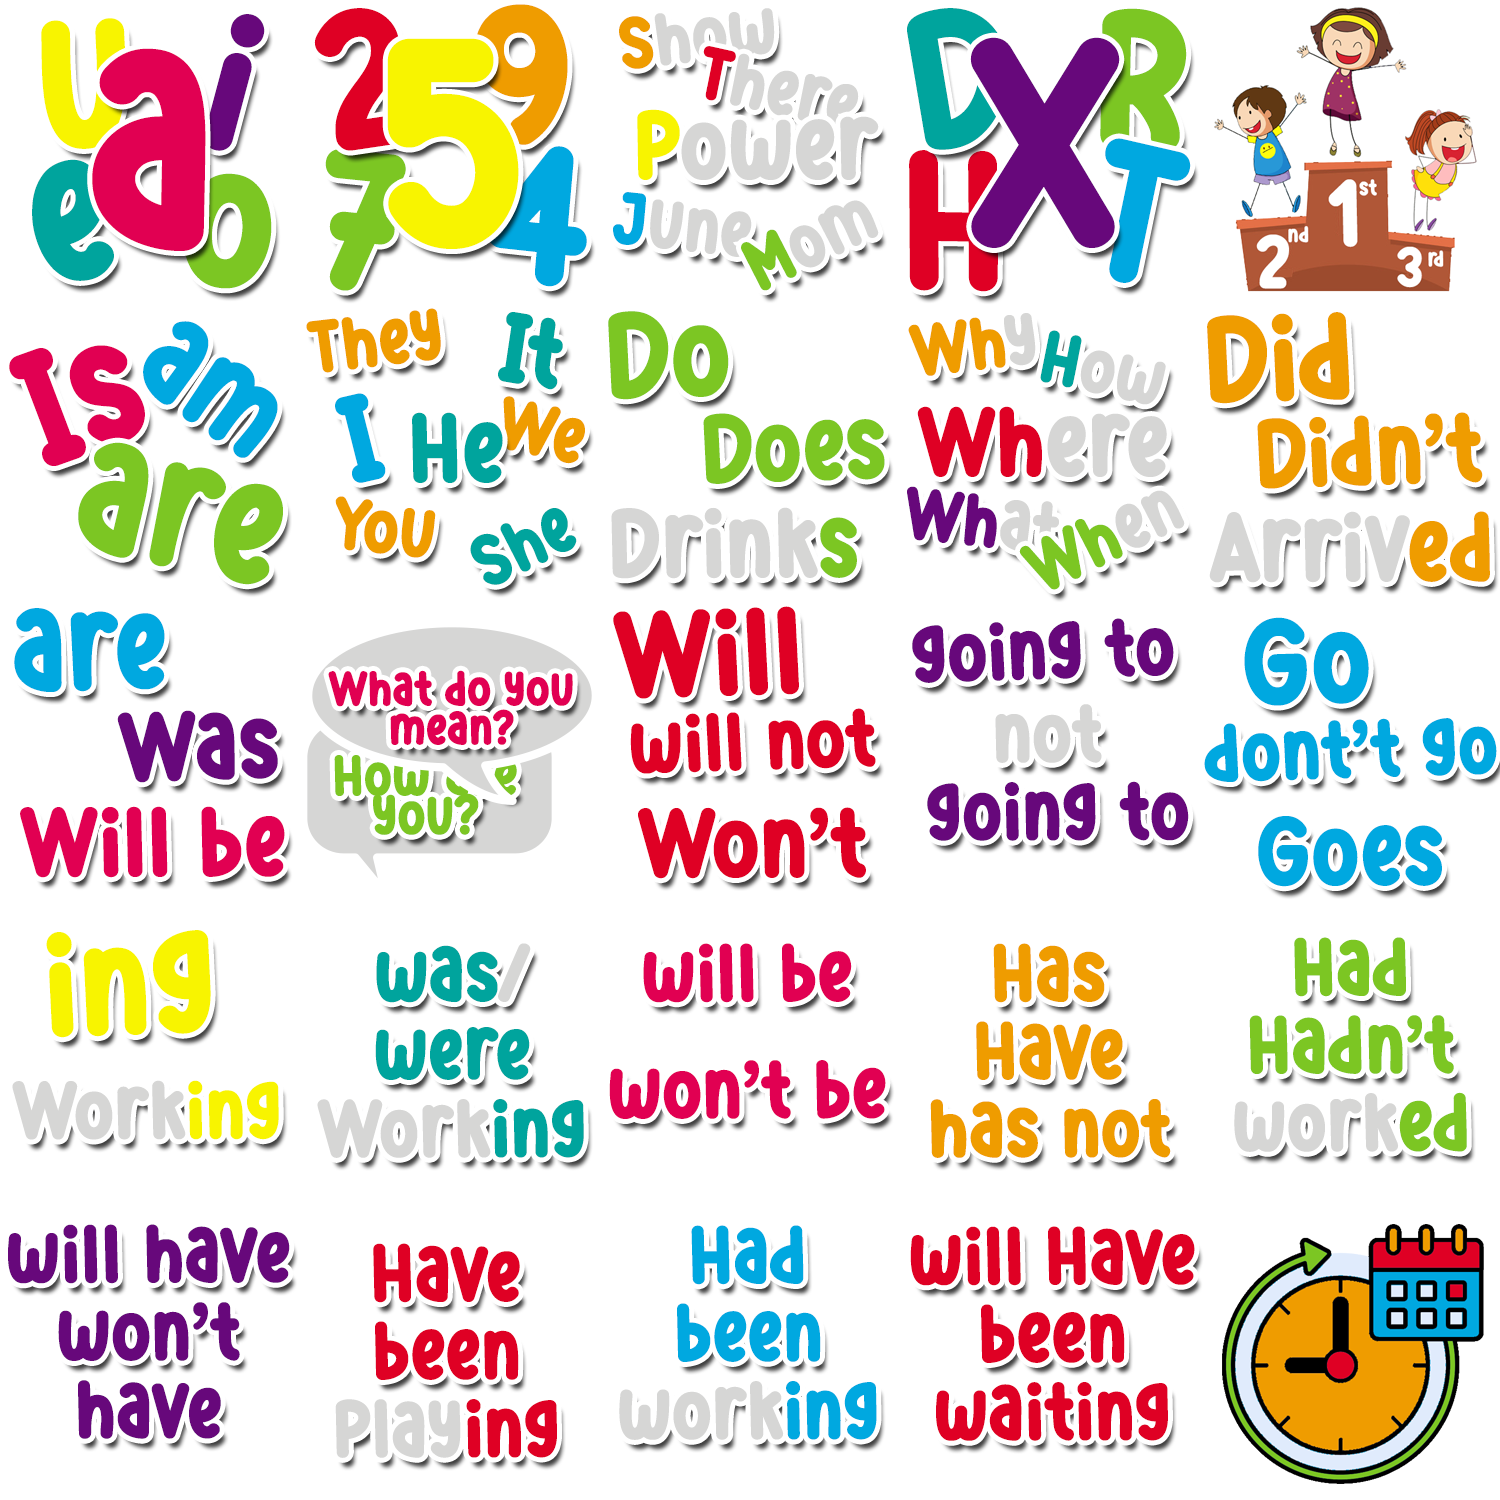 u a i
e o
2 5 9
7 4
Show
There
Power
June
Mom
D X R
H T
1st
2nd
3rd
Is am
are
They It
I He We
You She
Do
Does
Drinks
Why How
Where
What When
Did
Didn't
Arrived
are
Was
Will be
What do you
mean?
How
you?
Will
will not
Won't
going to
not
going to
Go
dont't go
Goes
ing
Working
was/
were
Working
will be
won't be
Has
Have
has not
Had
Hadn't
worked
will have
won't
have
Have
been
Playing
Had
been
working
will Have
been
waiting